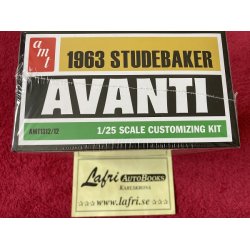 amt
1963 STUDEBAKER
AVANTI
AMT1312/12
1/25 SCALE CUSTOMIZING KIT
Lafri AUTOBOOKS
KARLSKRONA
www.lafri.se